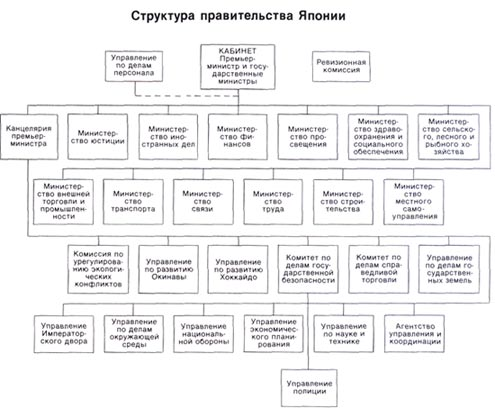 Структура правительства Японии
Управление
по делам
персонала
КАБИНЕТ
Премьер-
министр и госу-
дарственные
министры
Ревизионная
комиссия
Канцелярия
премьер-
министра
Министер-
ство юстиции
Министер-
ство ино-
странных дел
Министер-
ство фи-
нансов
Министер-
ство про-
свещения
Министер-
ство здраво-
охранения и
социального
обеспечения
Министер-
ство сельско-
го, лесного и
рыбного хо-
зяйства
Министер-
ство внешней
торговли и
промышлен-
ности
Министер-
ство
транспорта
Министер-
ство
связи
Министер-
ство
труда
Министер-
ство строи-
тельства
Министер-
ство
местного
само-
управления
Комиссия по
урегулирова-
нию экологи-
ческих
конфликтов
Управление
по развитию
Окинавы
Управление
по развитию
Хоккайдо
Комитет по
делам госу-
дарственной
безопасности
Комитет по
делам спра-
ведливой
торговли
Управление
по делам го-
сударствен-
ных земель
Управление
Император-
ского двора
Управление
по делам
окружающей
среды
Управление
националь-
ной обороны
Управление
экономичес-
кого плани-
рования
Управление
по науке и
технике
Агентство
управления и
координации
Управление
полиции